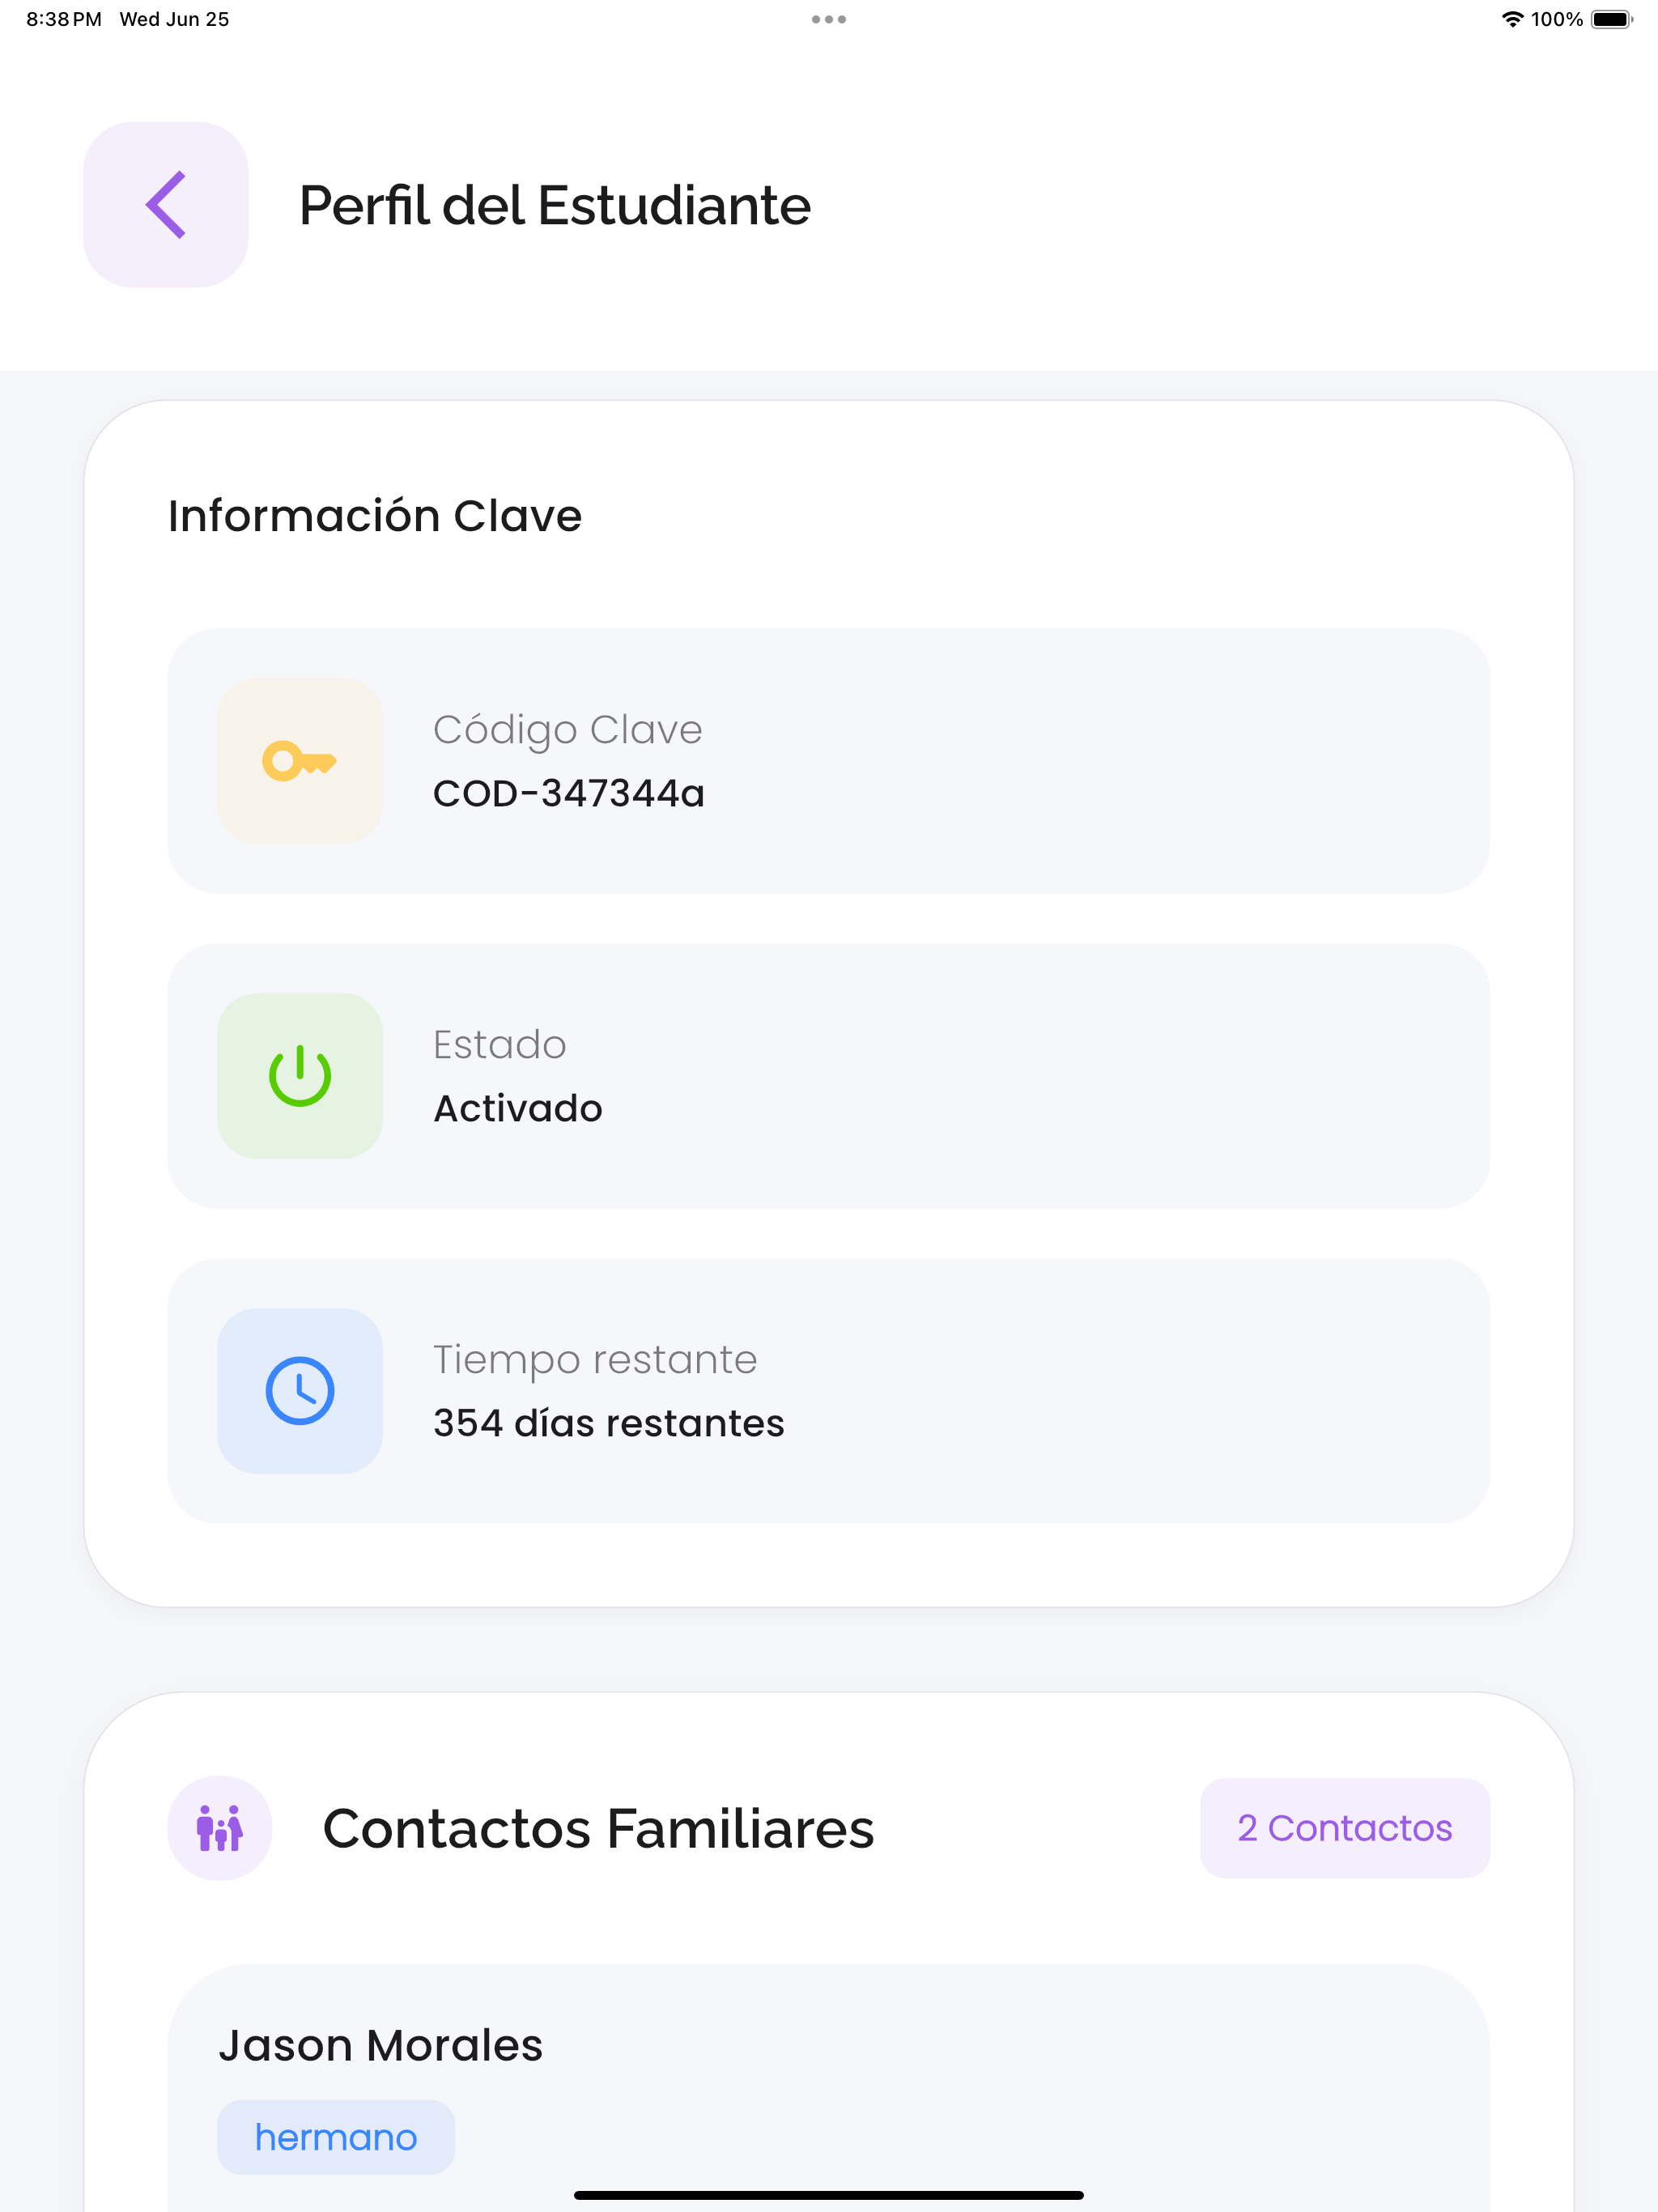 8:38 PM Wed Jun 25
100%
Perfil del Estudiante
Información Clave
Código Clave
COD-347344a
Estado
Activado
Tiempo restante
354 días restantes
Contactos Familiares
2 Contactos
Jason Morales
hermano